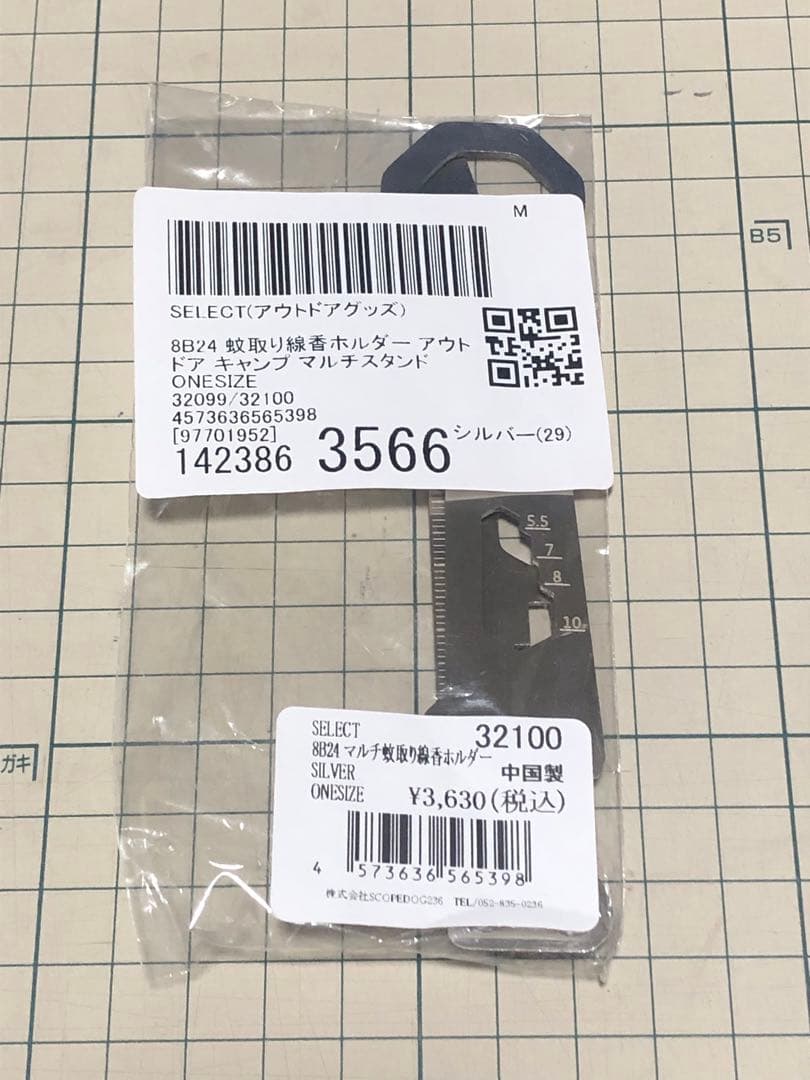 M
B5
SELECT(アウトドアグッズ)
8B24 蚊取り線香ホルダー アウト
ドア キャンプ マルチスタンド
ONESIZE
32099/32100
4573636565398
[97701952]
142386 3566 シルバー(29)
5.5
7
8
10
ガキ
SELECT 32100
8B24 マルチ蚊取り線香ホルダー
SILVER 中国製
ONESIZE ¥3,630(税込)
4 573636 565398
株式会社SCOPEDOG236 TEL/052-835-0236